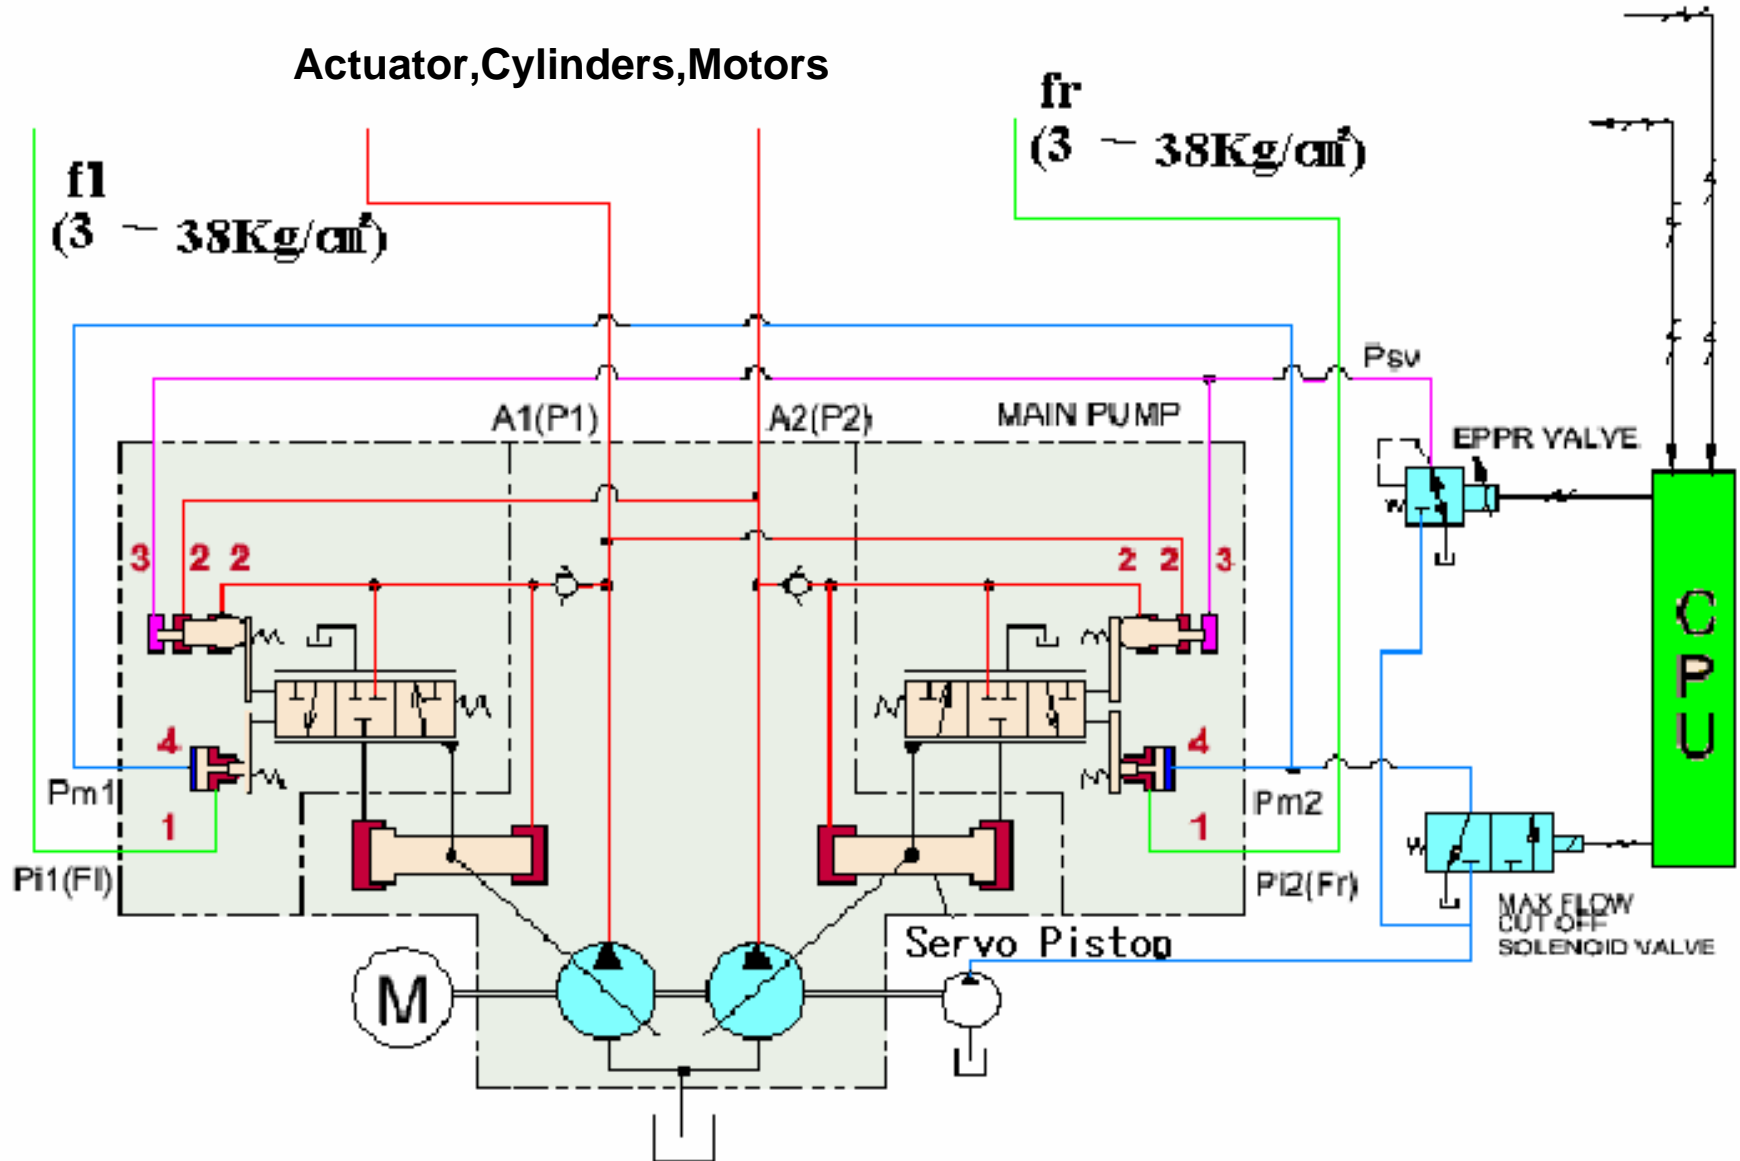 Actuator,Cylinders,Motors
fl
(3 ~ 38Kg/㎠)
fr
(3 ~ 38Kg/㎠)
Psv
A1(P1)
A2(P2)
MAIN PUMP
EPPR VALVE
3 2 2
2 2 3
CPU
4
4
Pm1
Pm2
1
1
Pi1(Fl)
Pi2(Fr)
MAX FLOW
CUT OFF
SOLENOID VALVE
Servo Piston
M